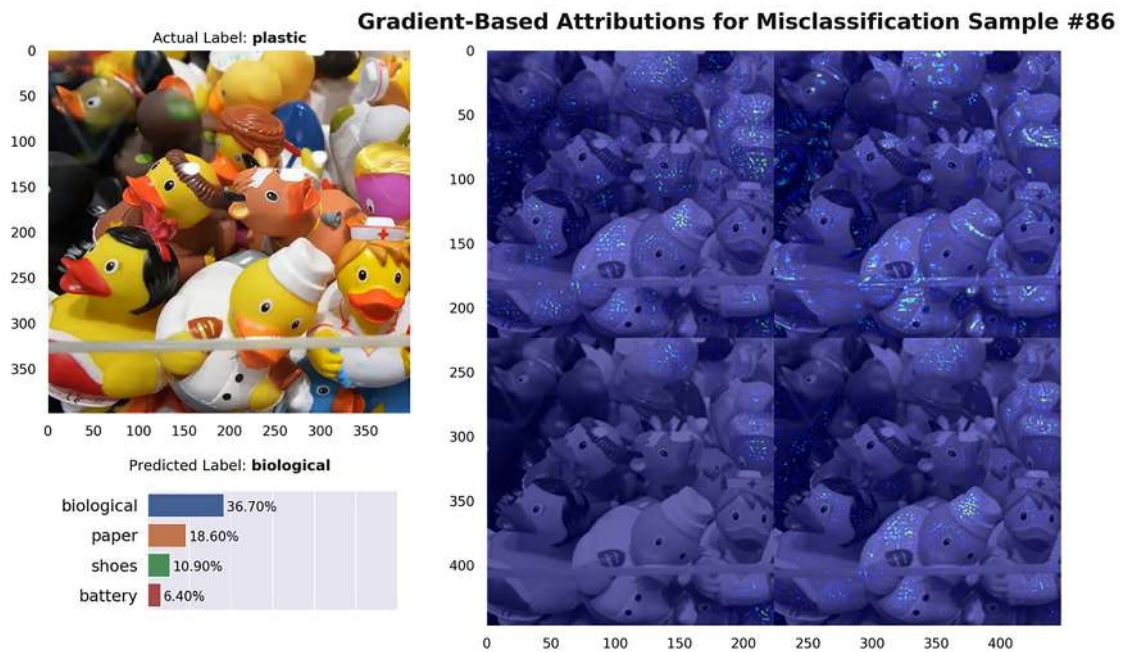 Gradient-Based Attributions for Misclassification Sample #86
Actual Label: plastic
0
50
100
150
200
250
300
350
0 50 100 150 200 250 300 350
Predicted Label: biological
biological 36.70%
paper 18.60%
shoes 10.90%
battery 6.40%
0
50
100
150
200
250
300
350
400
0 50 100 150 200 250 300 350 400